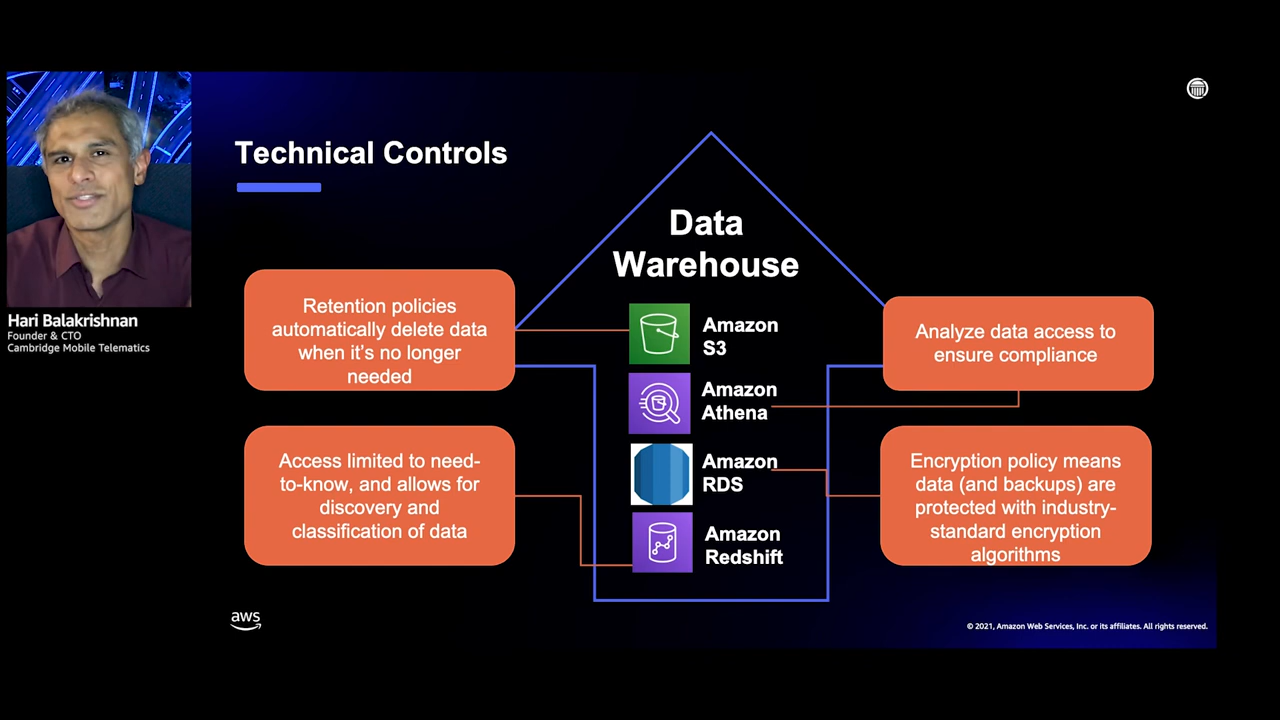 Technical Controls
Data
Warehouse
Retention policies
automatically delete data
when it's no longer
needed
Amazon
S3
Analyze data access to
ensure compliance
Amazon
Athena
Access limited to need-
to-know, and allows for
discovery and
classification of data
Amazon
RDS
Encryption policy means
data (and backups) are
protected with industry-
standard encryption
algorithms
Amazon
Redshift
Hari Balakrishnan
Founder & CTO
Cambridge Mobile Telematics
aws
© 2021, Amazon Web Services, Inc. or its affiliates. All rights reserved.